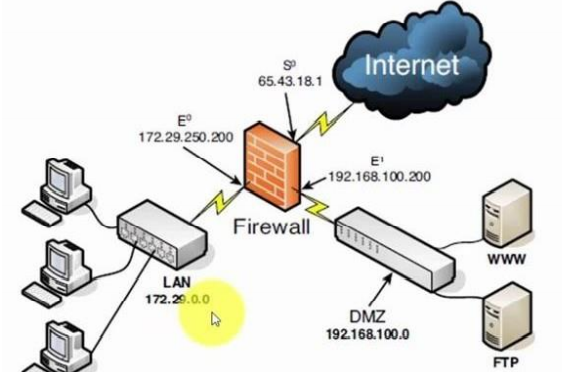 Internet
S⁰
65.43.18.1
E⁰
172.29.250.200
E¹
192.168.100.200
Firewall
LAN
172.29.0.0
DMZ
192.168.100.0
WWW
FTP